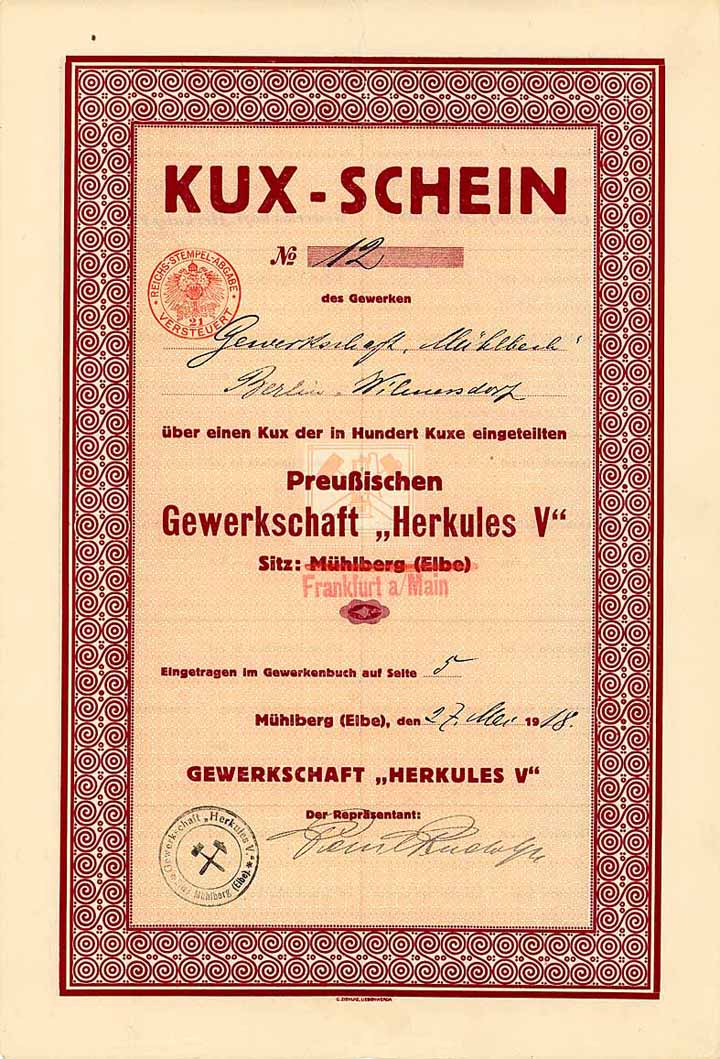 KUX-SCHEIN
№ 12
REICHS-STEMPEL-ABGABE
21
VERSTEUERT
des Gewerken
Gewerkschaft „Mühlbach“
Berlin-Wilmersdorf
über einen Kux der in Hundert Kuxe eingeteilten
Preußischen
Gewerkschaft „Herkules V“
Sitz: Mühlberg (Elbe)
Frankfurt a/Main
Eingetragen im Gewerkenbuch auf Seite 5
Mühlberg (Elbe), den 27. Mai 1918.
GEWERKSCHAFT „HERKULES V“
Der Repräsentant:
Gewerkschaft „Herkules V“
Mühlberg (Elbe)